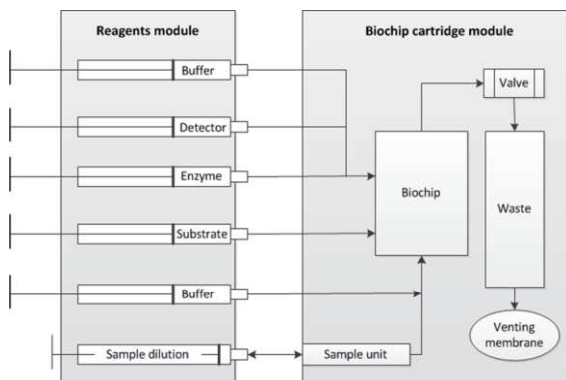 Reagents module
Buffer
Detector
Enzyme
Substrate
Buffer
Sample dilution
Biochip cartridge module
Valve
Biochip
Waste
Sample unit
Venting
membrane